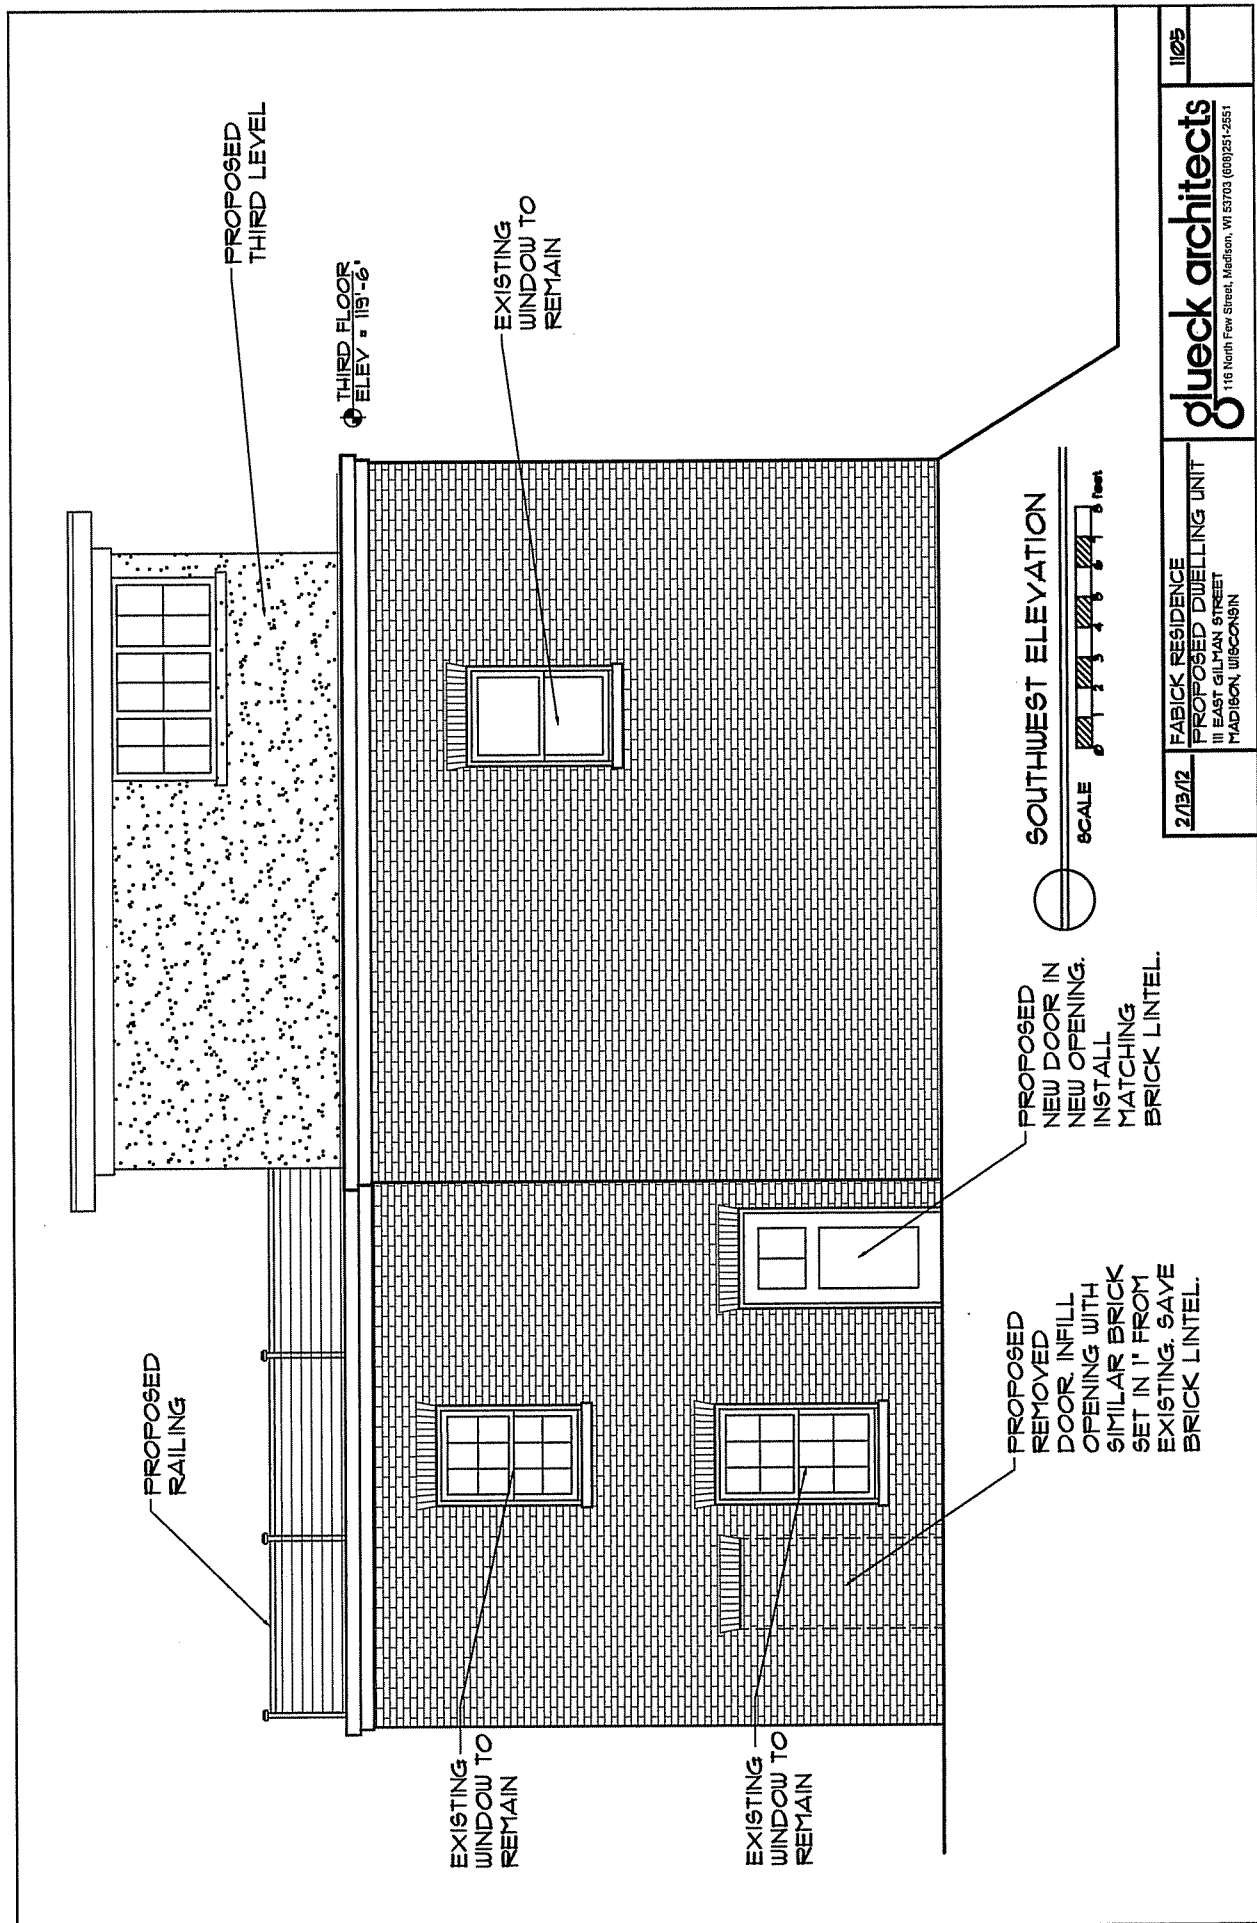 PROPOSED
RAILING
PROPOSED
THIRD LEVEL
THIRD FLOOR
ELEV = 119'-6"
EXISTING
WINDOW TO
REMAIN
EXISTING
WINDOW TO
REMAIN
EXISTING
WINDOW TO
REMAIN
PROPOSED
REMOVED
DOOR. INFILL
OPENING WITH
SIMILAR BRICK
SET IN 1" FROM
EXISTING. SAVE
BRICK LINTEL.
PROPOSED
NEW DOOR IN
NEW OPENING.
INSTALL
MATCHING
BRICK LINTEL.
SOUTHWEST ELEVATION
SCALE
0 1 2 3 4 5 6 7 8 feet
2/13/12
FABICK RESIDENCE
PROPOSED DWELLING UNIT
111 EAST GILMAN STREET
MADISON, WISCONSIN
glueck architects
116 North Few Street, Madison, WI 53703 (608)251-2551
1105